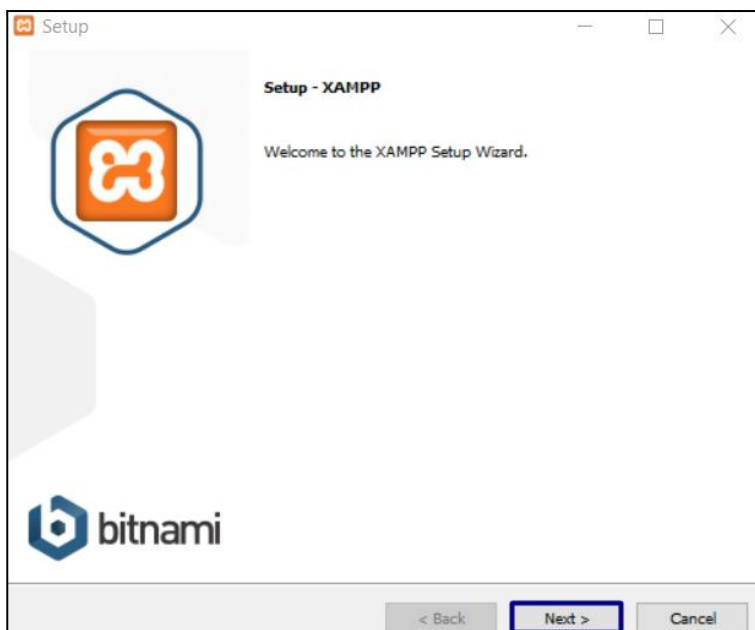 Setup
Setup - XAMPP
Welcome to the XAMPP Setup Wizard.
bitnami
< Back
Next >
Cancel